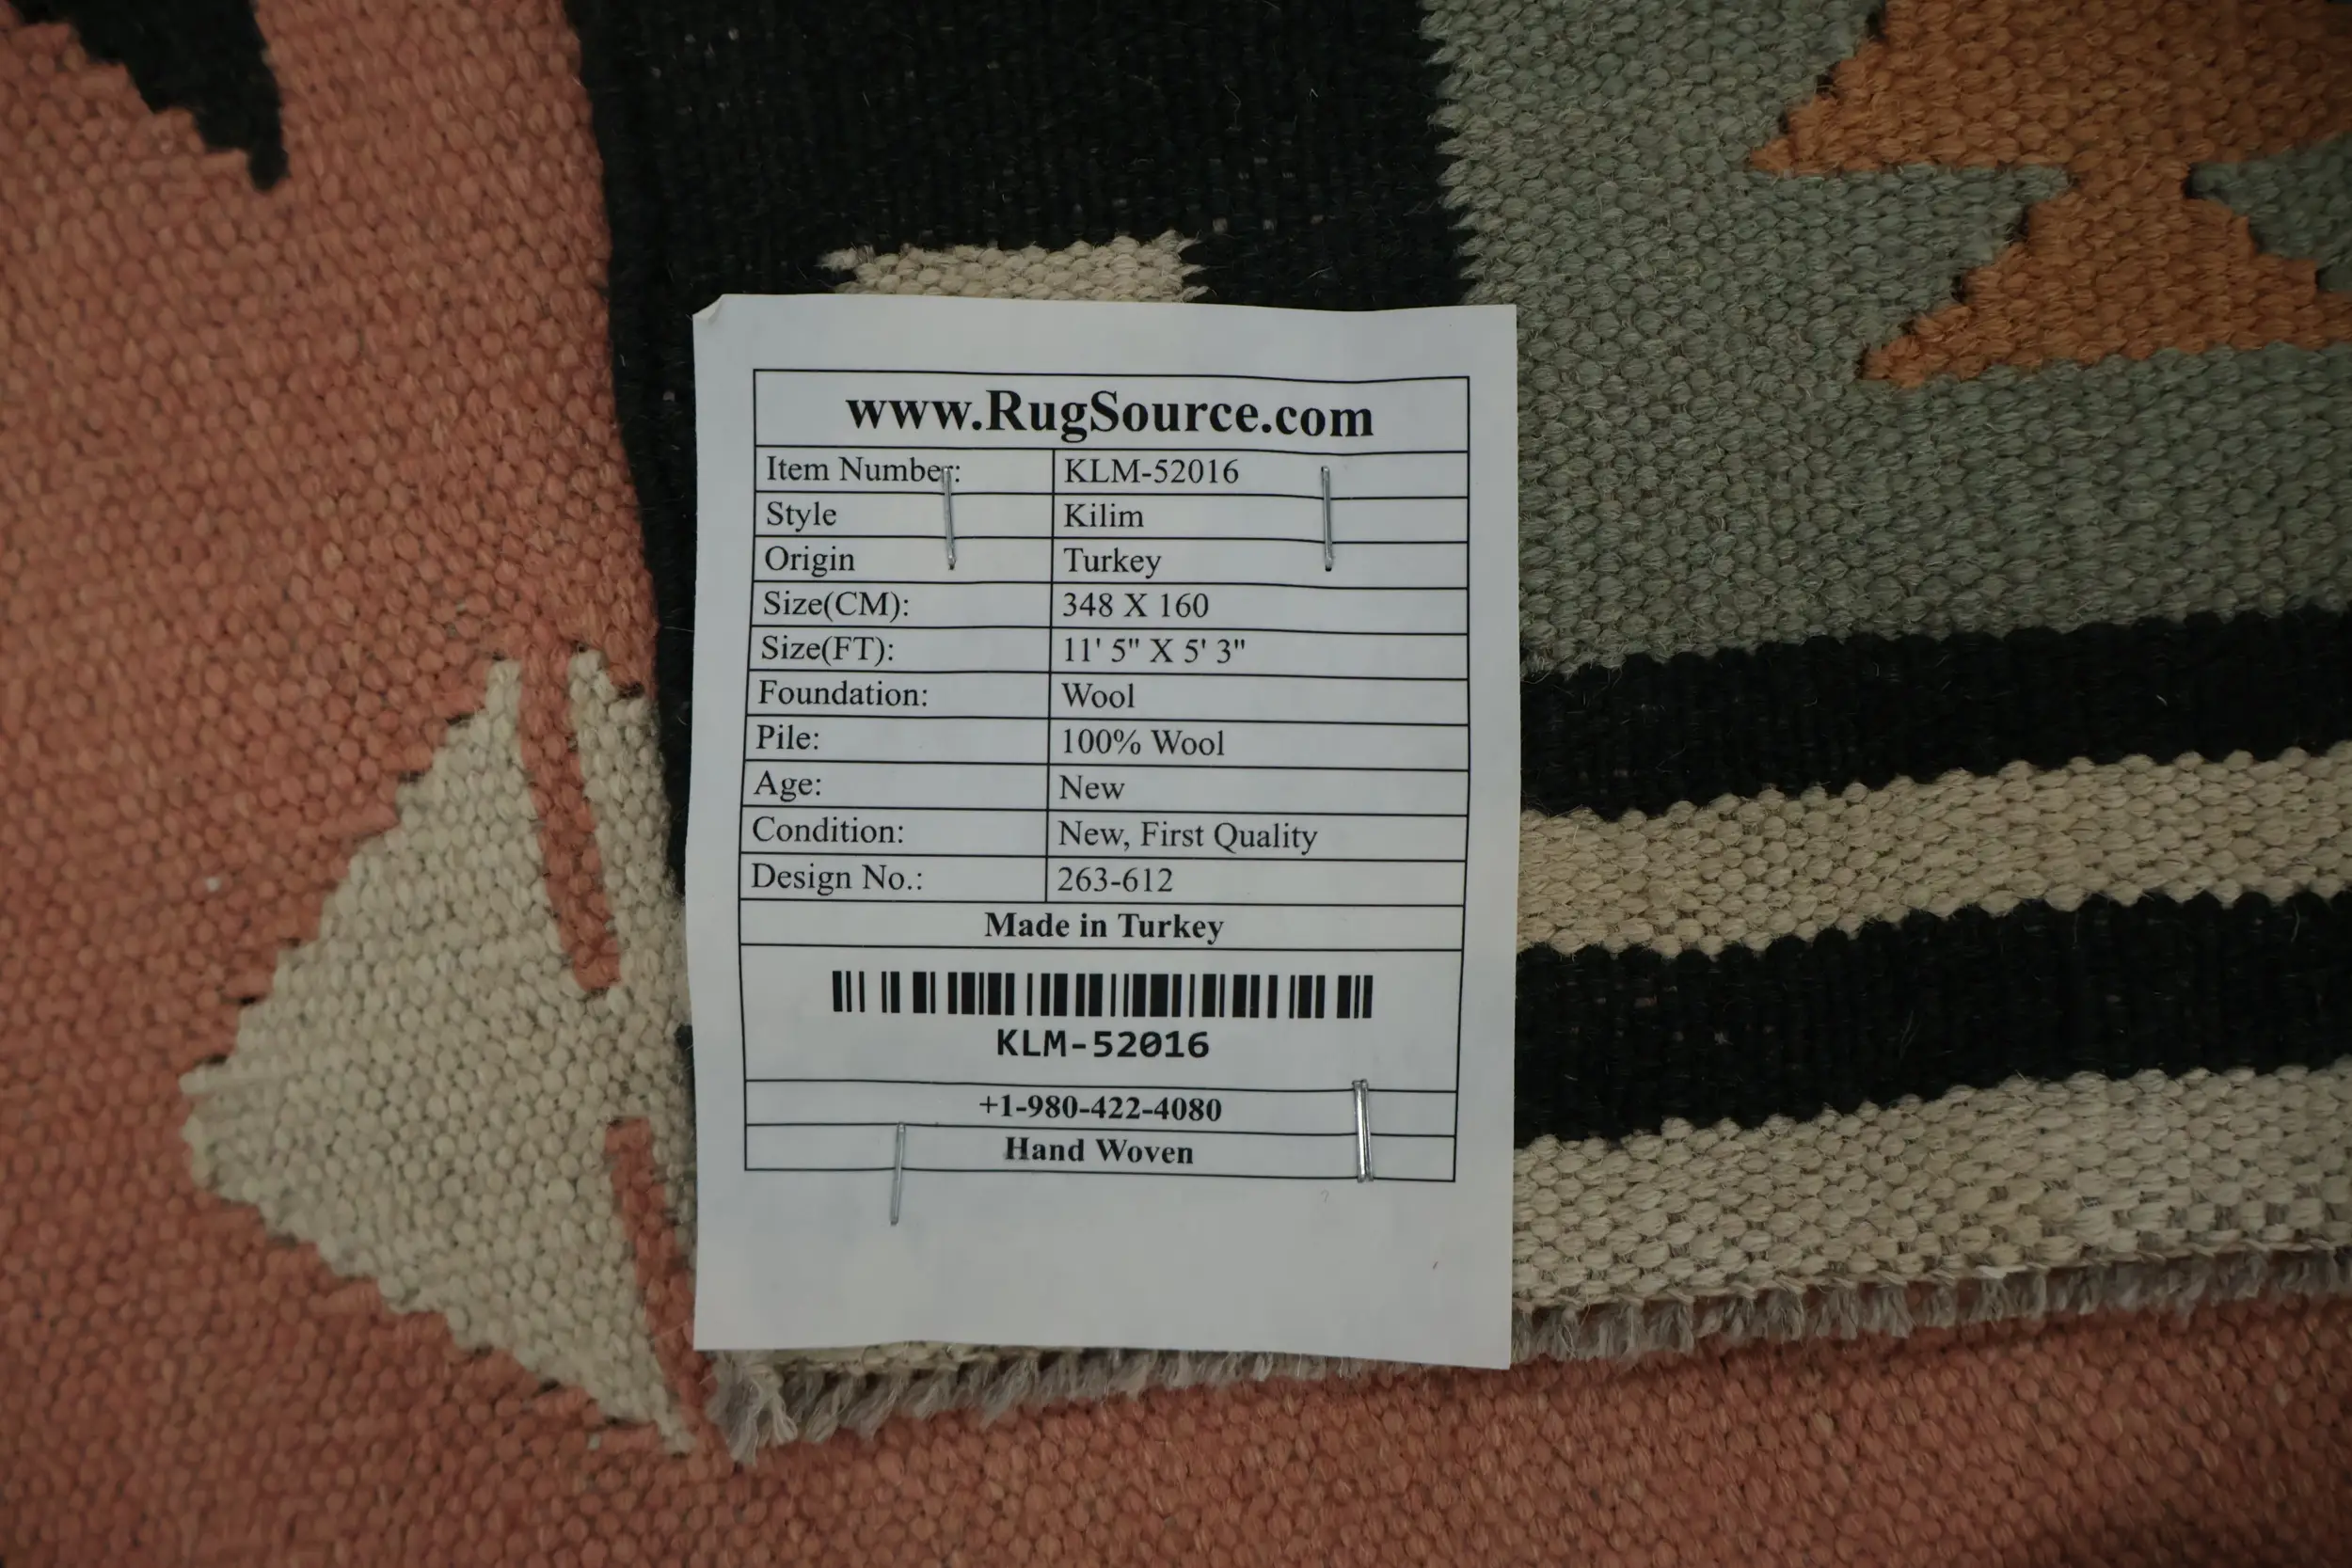 www.RugSource.com
Item Number: KLM-52016
Style Kilim
Origin Turkey
Size(CM): 348 X 160
Size(FT): 11' 5" X 5' 3"
Foundation: Wool
Pile: 100% Wool
Age: New
Condition: New, First Quality
Design No.: 263-612
Made in Turkey
KLM-52016
+1-980-422-4080
Hand Woven